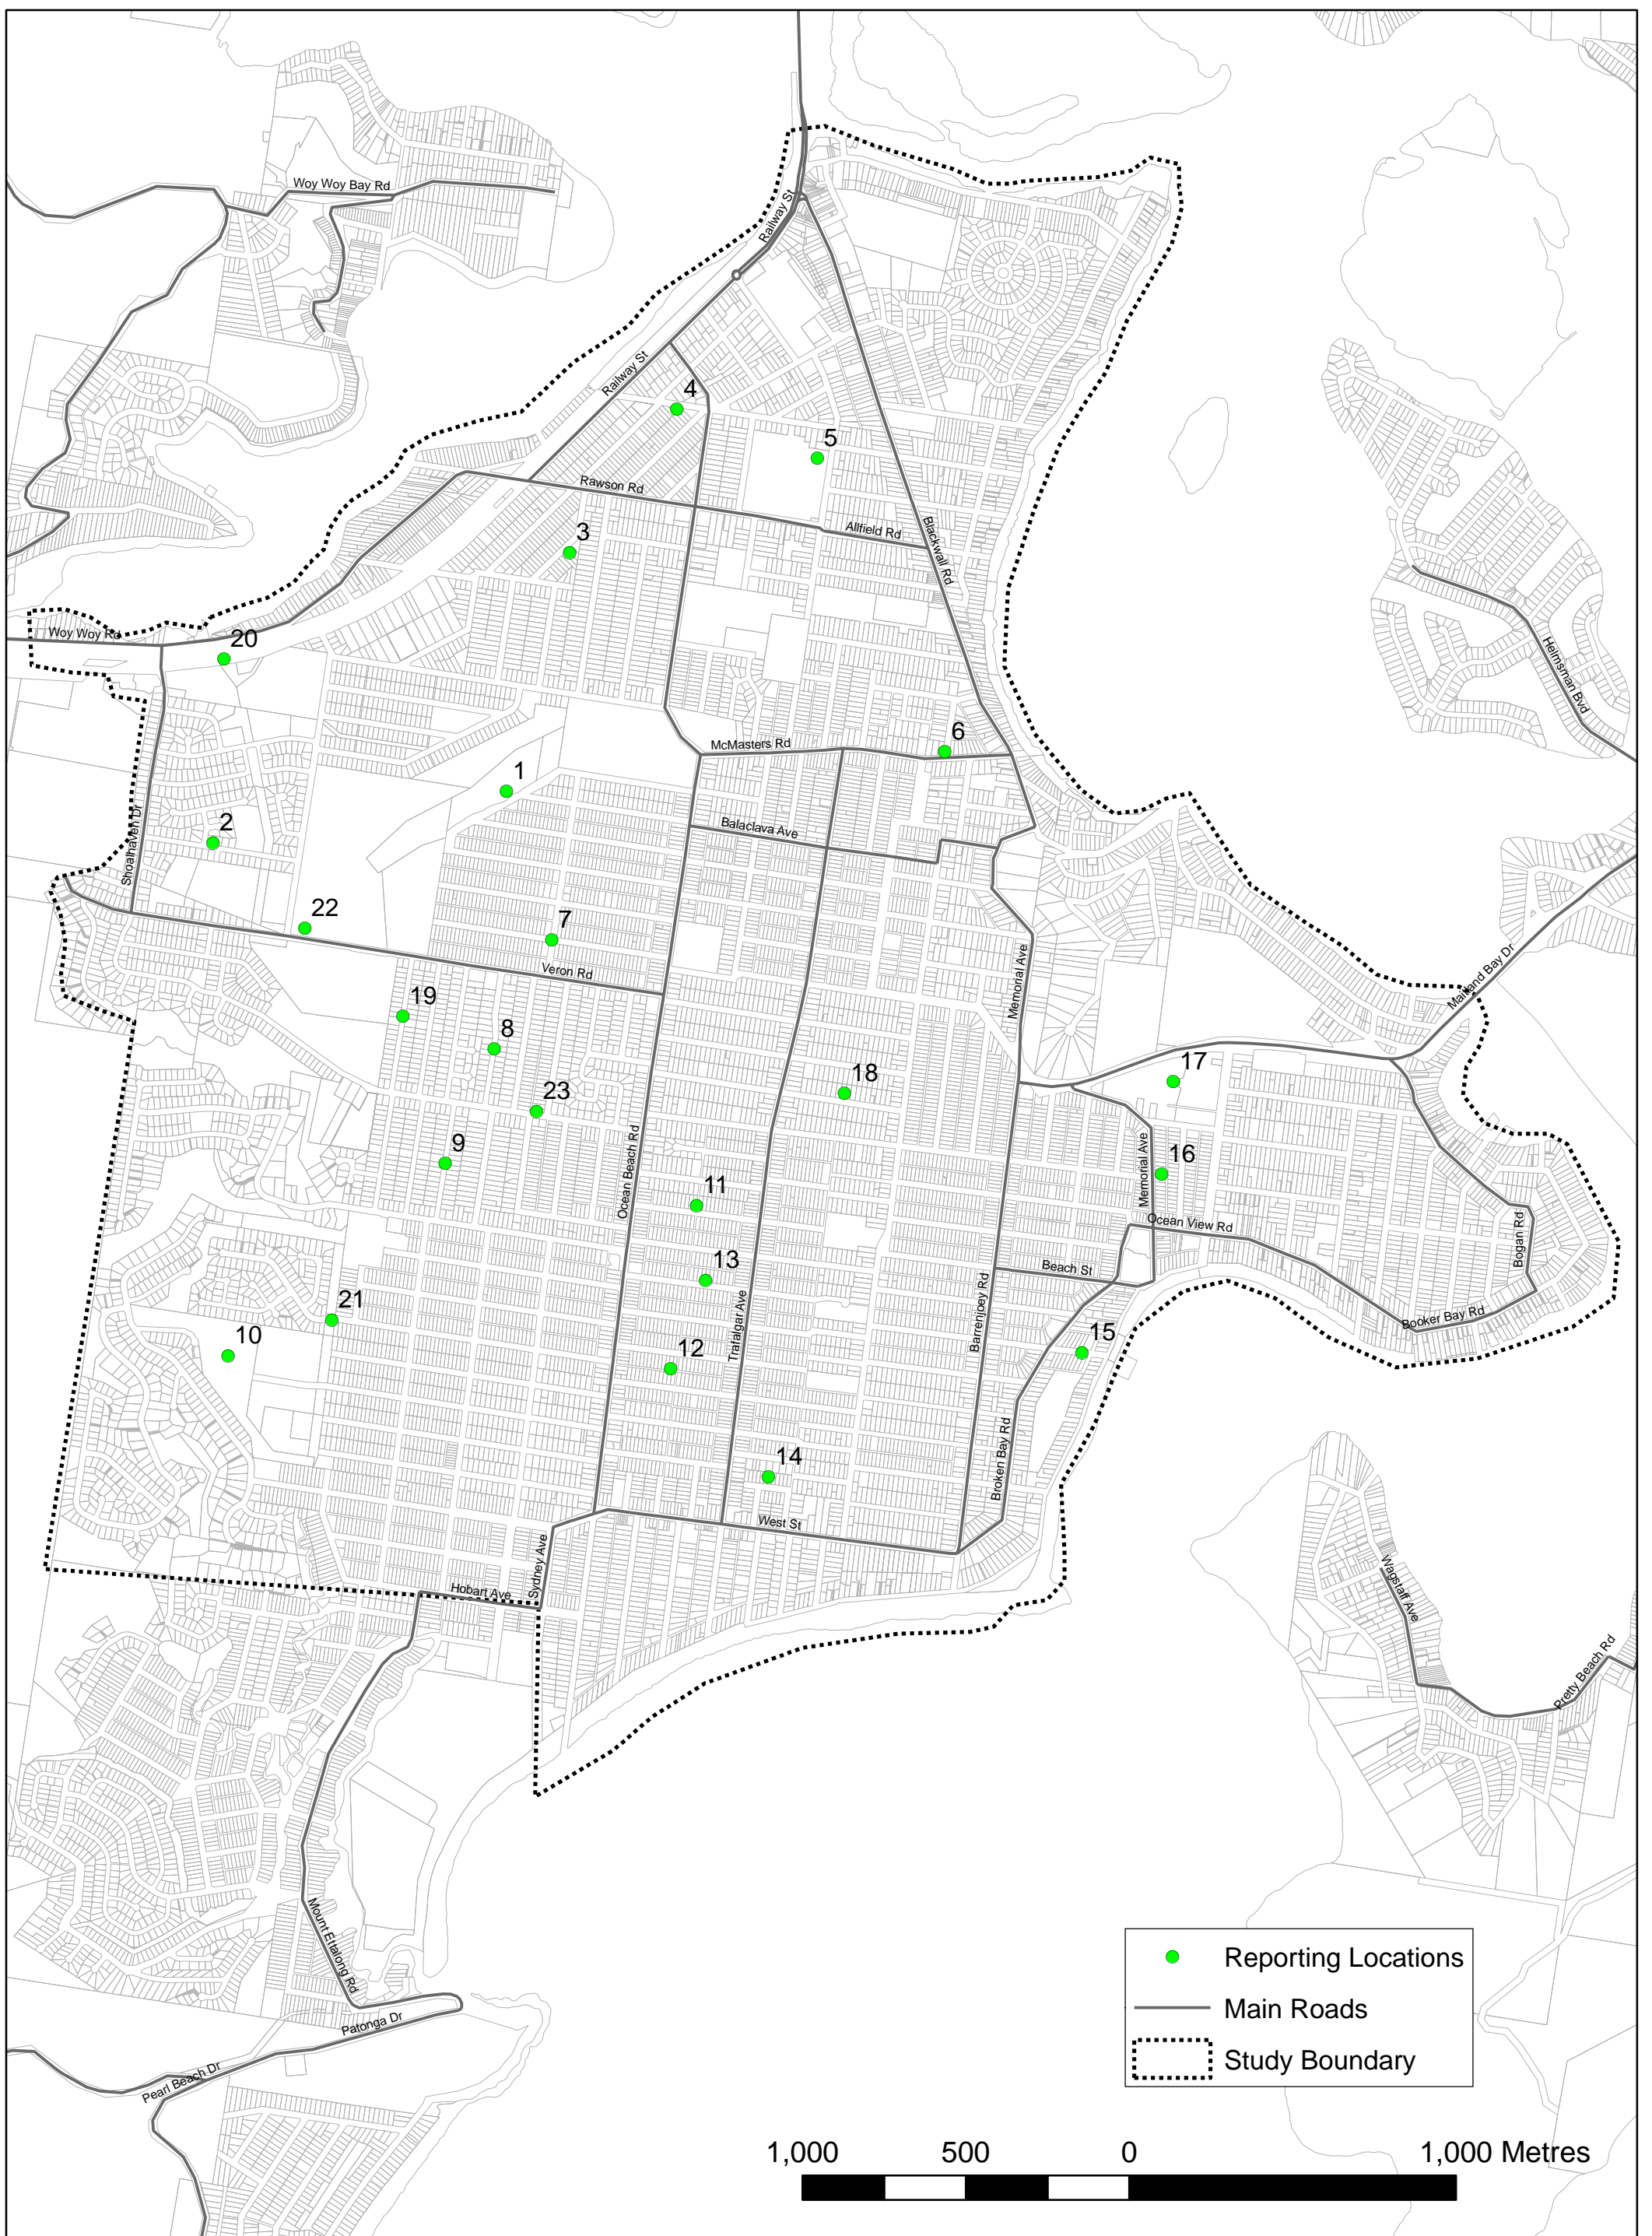 Woy Woy Bay Rd
Railway St
Railway St
4
5
Rawson Rd
Allfield Rd
3
Blackwall Rd
Woy Woy Rd
20
Helmsman Bvd
6
McMasters Rd
1
2
Balaclava Ave
Shoalhaven Dr
22
7
Veron Rd
Memorial Ave
Maitland Bay Dr
19
8
17
18
23
9
Ocean Beach Rd
16
Memorial Ave
11
Ocean View Rd
Bogan Rd
13
Beach St
21
Barrenjoey Rd
Trafalgar Ave
Booker Bay Rd
10
15
12
14
Broken Bay Rd
West St
Sydney Ave
Hobart Ave
Wagstaff Ave
Pretty Beach Rd
Mount Ettalong Rd
Patonga Dr
Pearl Beach Dr
Reporting Locations
Main Roads
Study Boundary
1,000 500 0 1,000 Metres